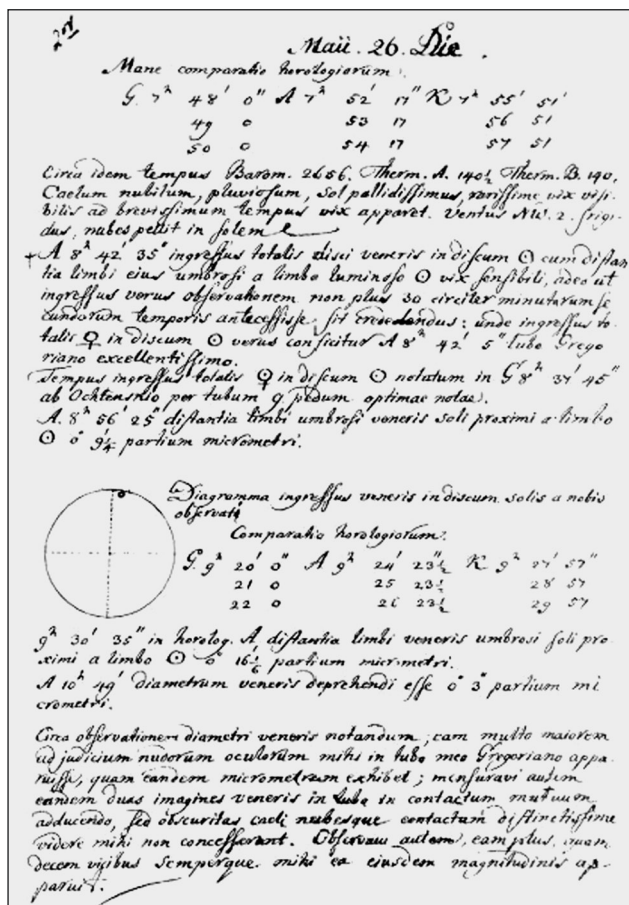 Maii. 26. Die.
Mane comparatio horologiorum.
G. 7h 48' 0" A 7h 52' 17" K 7h 55' 51'
49 0 53 17 56 51
50 0 54 17 57 51
Circa idem tempus Barom. 2656. Therm. A. 140½ Therm. B. 190.
Caelum nubilum, pluviosum, Sol pallidissimus, rarissime vix visi-
bilis ad brevissimum tempus vix apparet. Ventus NW. 2. frigi-
dus, nubes pellit in solem
A 8h 42' 35" ingressus totalis disci veneris in discum ☉ cum distan
tia limbi eius umbrosi a limbo luminoso ☉ vix sensibili, adeo ut
ingressus verus observationem non plus 30 circiter minutorum se
cundorum temporis antecessisse sit credendus: unde ingressus to-
talis ♀ in discum ☉ verus conficitur A 8h 42' 5" tubo Grego
riano excellentissimo.
Tempus ingressus totalis ♀ in discum ☉ notatum in G 8h 37' 45"
ab Ochtenskio per tubum 9 pedum optimae notae.
A. 8h 56' 25" distantia limbi umbrosi veneris soli proximi a limbo
☉ 0° 9¼ partium micrometri.
Diagramma ingressus veneris in discum solis a nobis
observati
Comparatio horologiorum.
G. 9h 20' 0" A 9h 24' 23½" K 9h 27' 57"
21 0 25 23½ 28 57
22 0 26 23½ 29 57
9h 30' 35" in horolog. A distantia limbi veneris umbrosi soli pro-
ximi a limbo ☉ 0° 16⅙ partium micrometri.
A 10h 49' diametrum veneris deprehendi esse 0° 3" partium mi
crometri.
Circa observationem diametri veneris notandum, eam multo maiorem
ad judicium nudorum oculorum mihi in tubo meo Gregoriano appa-
ruisse, quam eandem micrometrum exhibet; mensuravi autem
eandem duas imagines veneris in tubo in contactum mutuum
adducendo, sed obscuritas caeli nubesque contactum distinctissime
videre mihi non concesserunt. Observavi autem, eam plus, quam
decem vicibus semperque mihi ea eiusdem magnitudinis ap-
paruit.